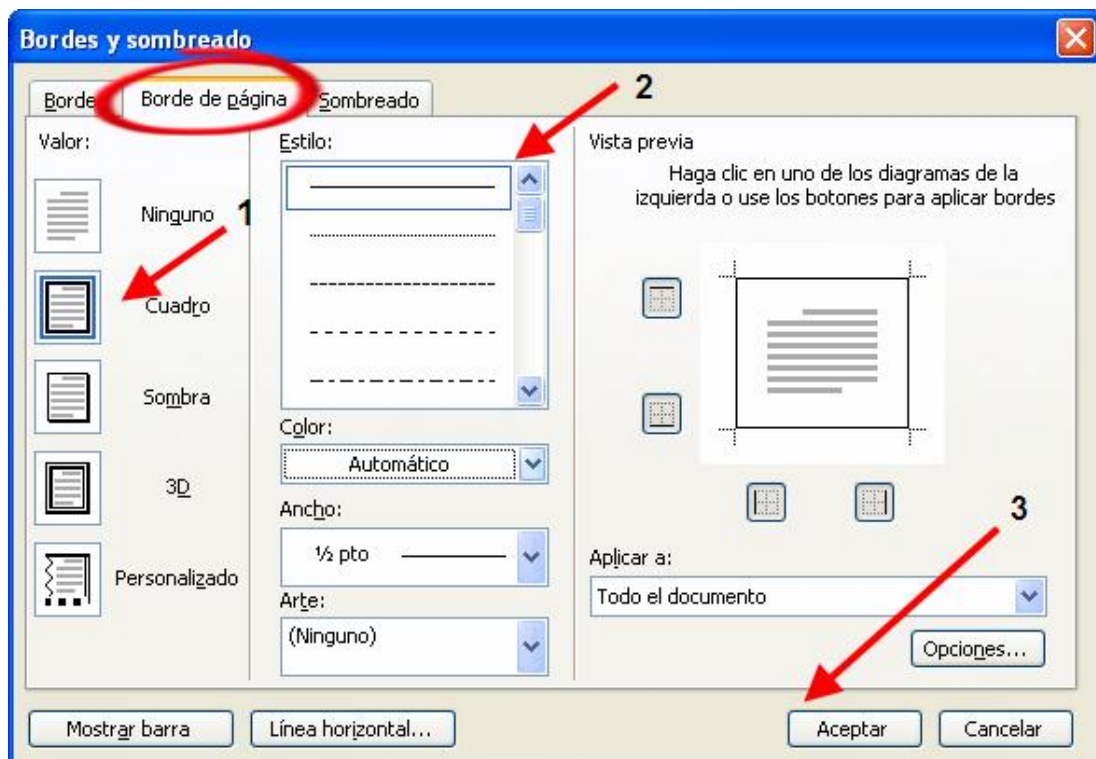 Bordes y sombreado
Borde
Borde de página
Sombreado
2
Valor:
Ninguno
1
Cuadro
Sombra
3D
Personalizado
Estilo:
Color:
Automático
Ancho:
½ pto
Arte:
(Ninguno)
Vista previa
Haga clic en uno de los diagramas de la
izquierda o use los botones para aplicar bordes
3
Aplicar a:
Todo el documento
Opciones...
Mostrar barra
Línea horizontal...
Aceptar
Cancelar